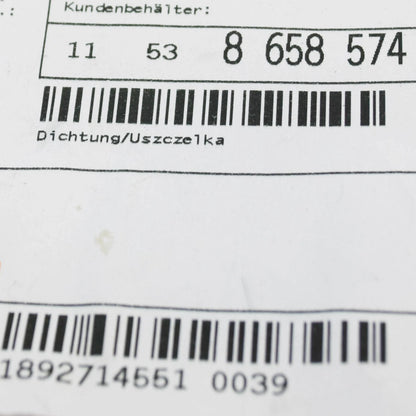 .: Kundenbehälter:
11 53 8 658 574
Dichtung/Uszczelka
1892714551 0039